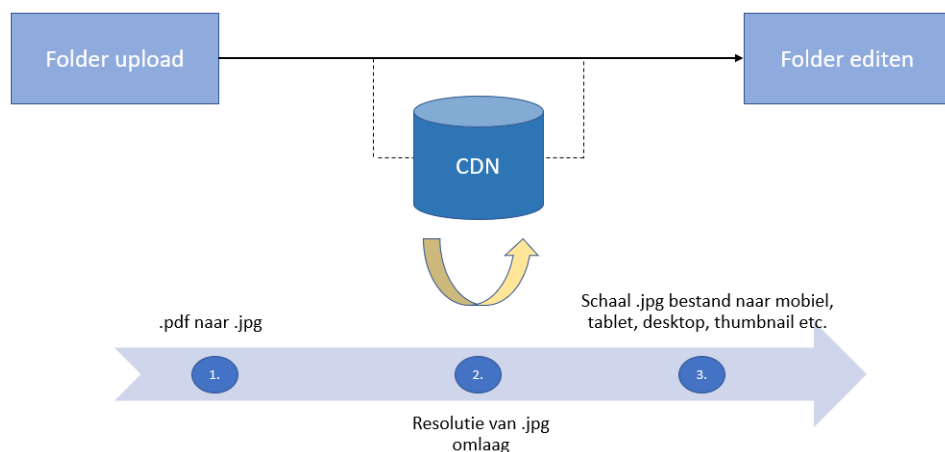 Folder upload
Folder editen
CDN
.pdf naar .jpg
Schaal .jpg bestand naar mobiel,
tablet, desktop, thumbnail etc.
1.
2.
3.
Resolutie van .jpg
omlaag